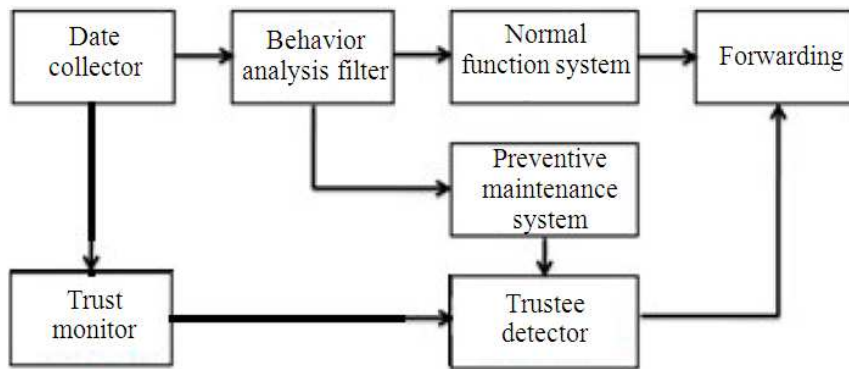 Date
collector
Behavior
analysis filter
Normal
function system
Forwarding
Preventive
maintenance
system
Trust
monitor
Trustee
detector